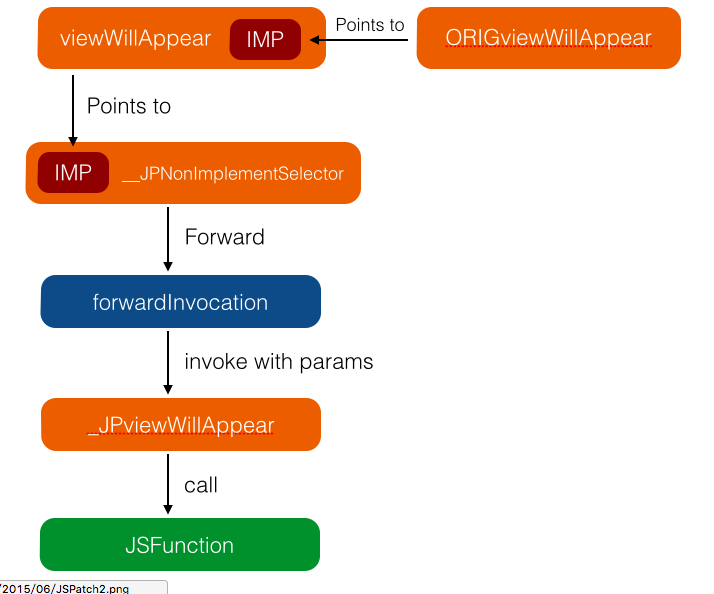 viewWillAppear IMP Points to ORIGviewWillAppear
Points to
IMP __JPNonImplementSelector
Forward
forwardInvocation
invoke with params
_JPviewWillAppear
call
JSFunction
/2015/06/JSPatch2.png